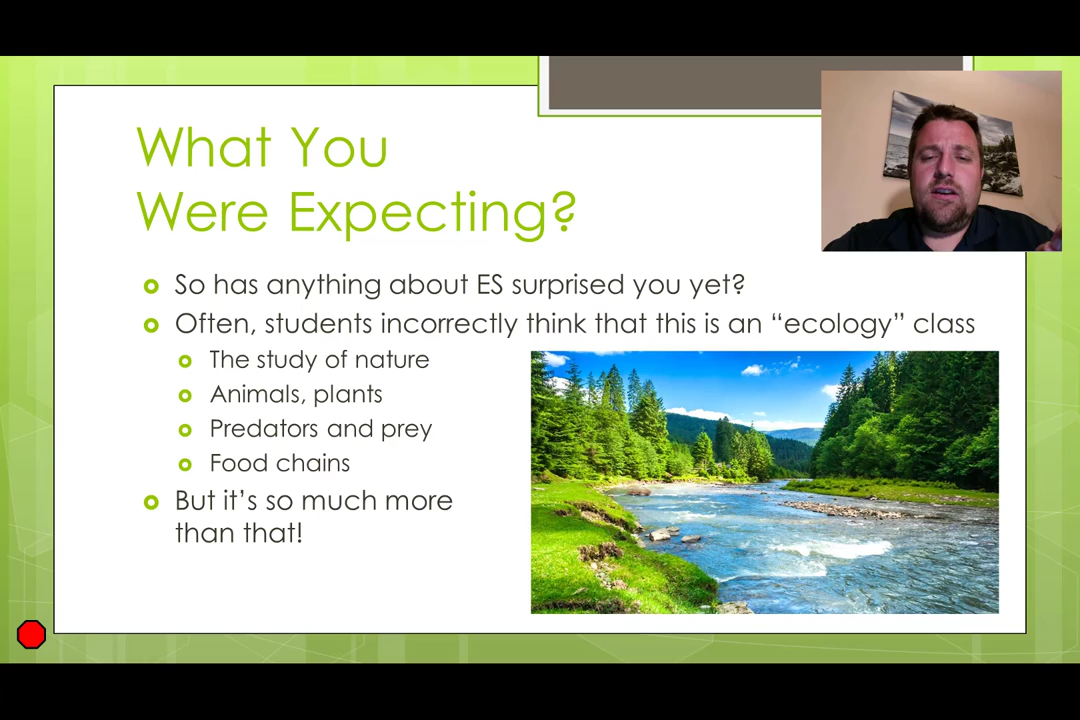 What You
Were Expecting?
So has anything about ES surprised you yet?
Often, students incorrectly think that this is an “ecology” class
The study of nature
Animals, plants
Predators and prey
Food chains
But it’s so much more
than that!